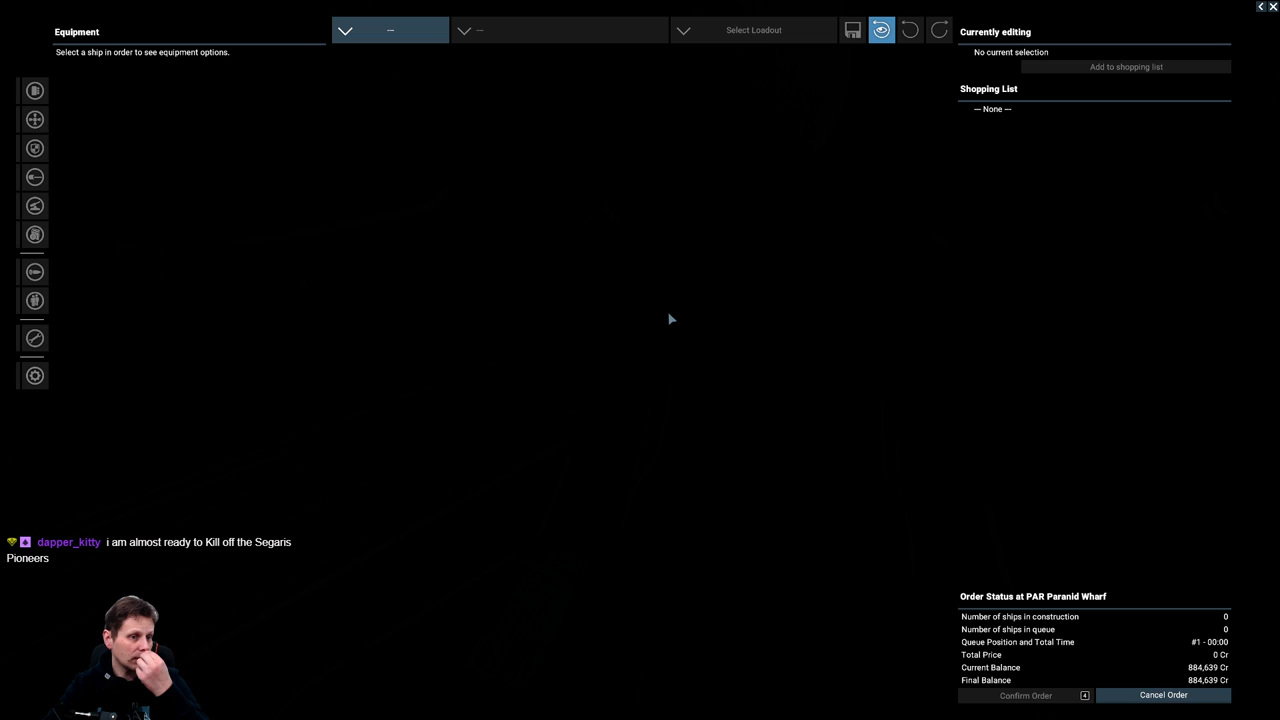 Equipment
Select a ship in order to see equipment options.
---
---
Select Loadout
Currently editing
No current selection
Add to shopping list
Shopping List
--- None ---
dapper_kitty i am almost ready to Kill off the Segaris
Pioneers
Order Status at PAR Paranid Wharf
Number of ships in construction 0
Number of ships in queue 0
Queue Position and Total Time #1 - 00:00
Total Price 0 Cr
Current Balance 884,639 Cr
Final Balance 884,639 Cr
Confirm Order 4
Cancel Order